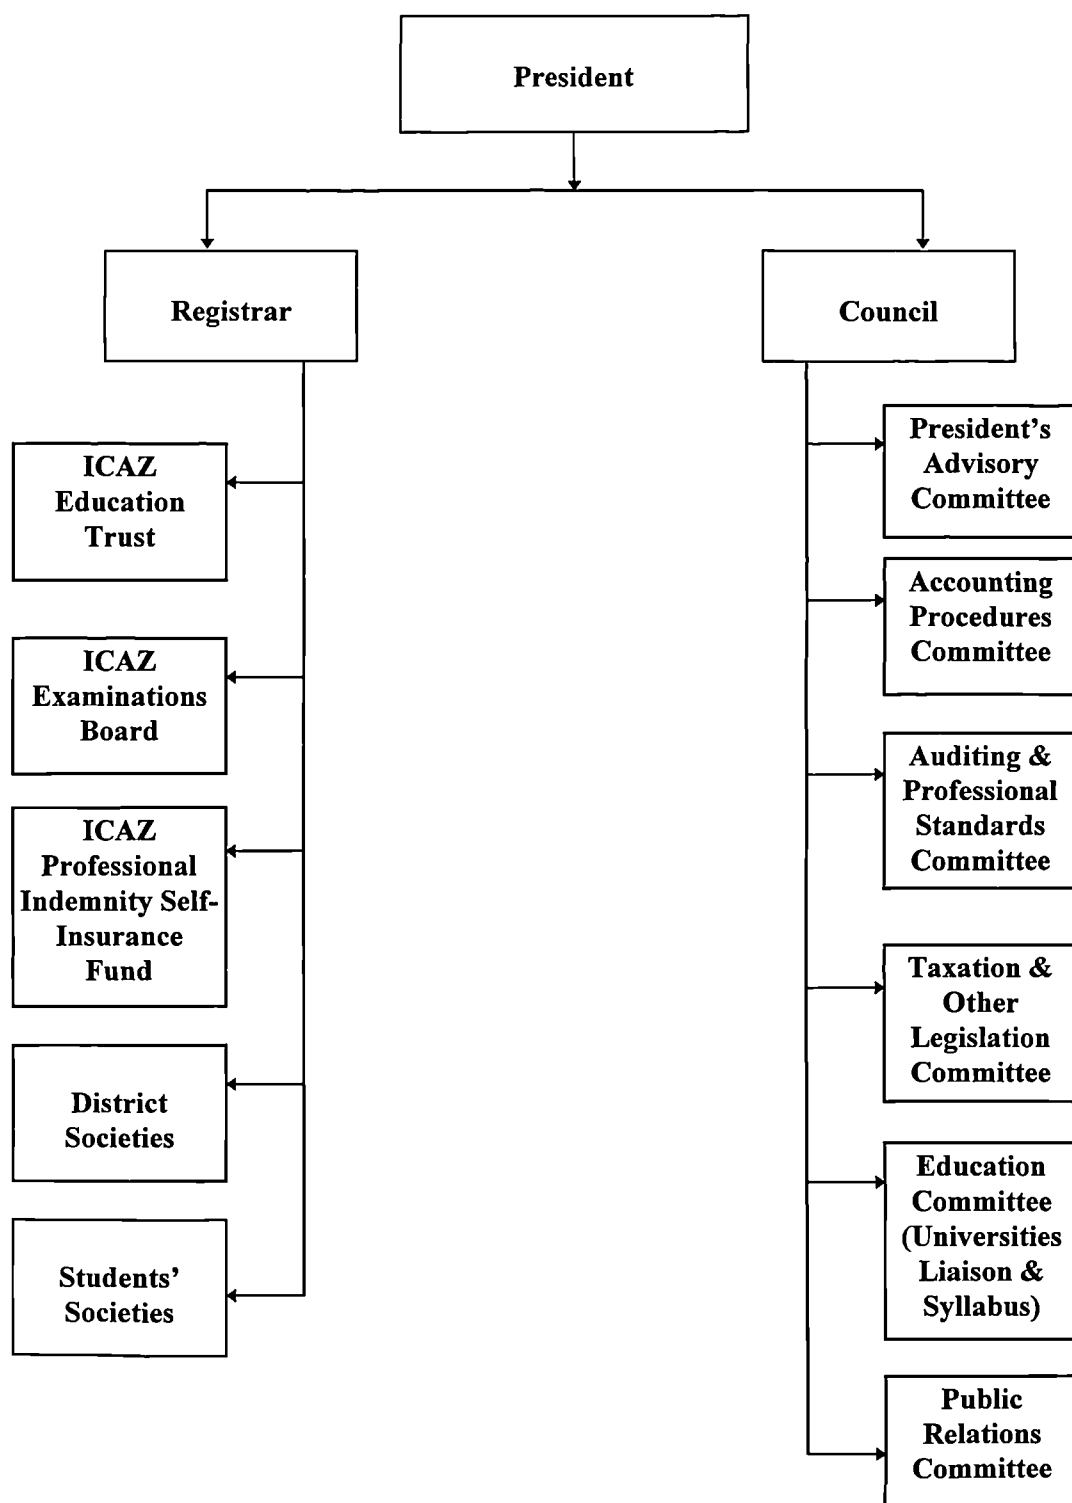 President
Registrar
Council
ICAZ
Education
Trust
ICAZ
Examinations
Board
ICAZ
Professional
Indemnity Self-
Insurance
Fund
District
Societies
Students’
Societies
President’s
Advisory
Committee
Accounting
Procedures
Committee
Auditing &
Professional
Standards
Committee
Taxation &
Other
Legislation
Committee
Education
Committee
(Universities
Liaison &
Syllabus)
Public
Relations
Committee